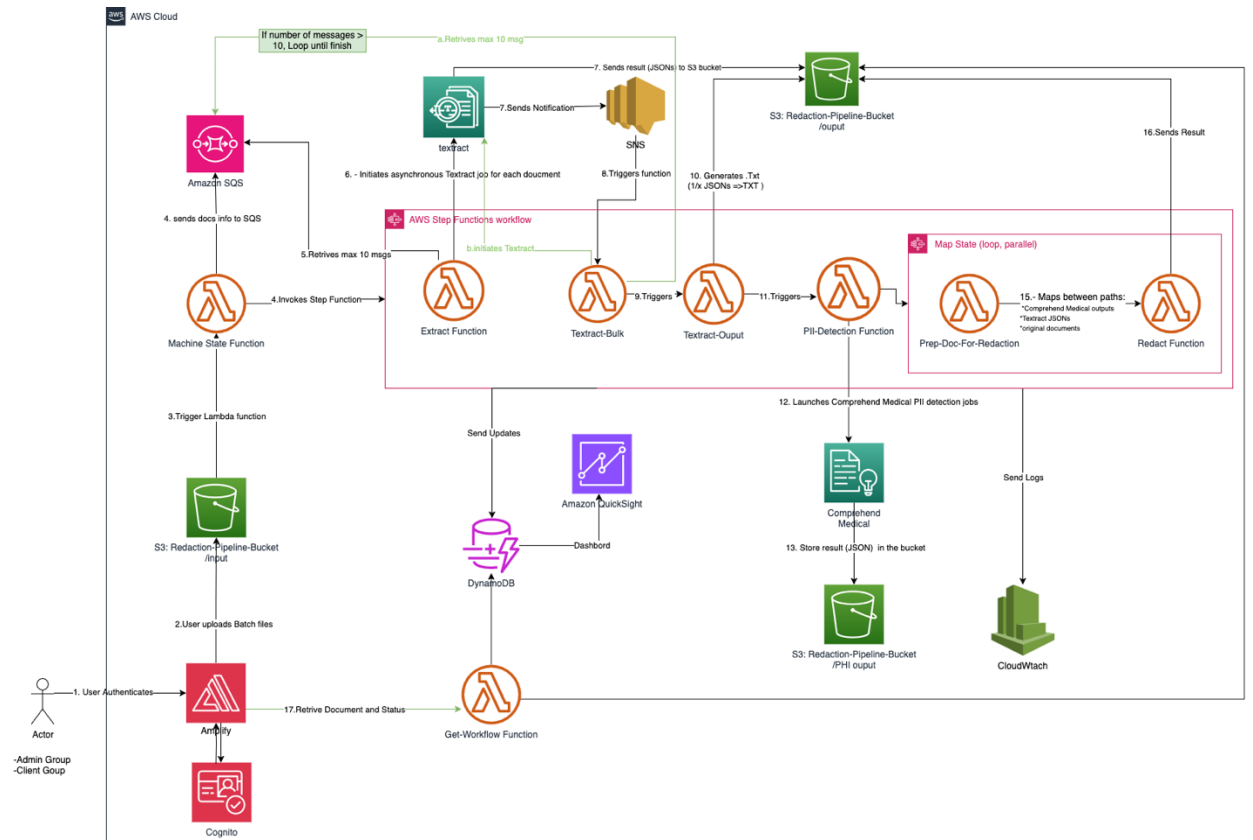 aws
AWS Cloud
If number of messages >
10, Loop until finish
a.Retrives max 10 msg
7. Sends result (JSONs) to S3 bucket
7.Sends Notification
textract
SNS
S3: Redaction-Pipeline-Bucket
/ouput
Amazon SQS
16.Sends Result
6. - Initiates asynchronous Textract job for each doucment
8.Triggers function
10. Generates .Txt
(1/x JSONs =>TXT )
4. sends docs info to SQS
AWS Step Functions workflow
5.Retrives max 10 msgs
b.initiates Textract
Map State (loop, parallel)
4.Invokes Step Function
9.Triggers
11.Triggers
15.- Maps between paths:
*Comprehend Medical outputs
*Textract JSONs
*original documents
Machine State Function
Extract Function
Textract-Bulk
Textract-Ouput
PII-Detection Function
Prep-Doc-For-Redaction
Redact Function
3.Trigger Lambda function
12. Launches Comprehend Medical PII detection jobs
Send Updates
Send Logs
Amazon QuickSight
Comprehend
Medical
S3: Redaction-Pipeline-Bucket
/input
Dashbord
13. Store result (JSON) in the bucket
DynamoDB
2.User uploads Batch files
S3: Redaction-Pipeline-Bucket
/PHI ouput
CloudWtach
1. User Authenticates
17.Retrive Document and Status
Actor
Amplify
Get-Workflow Function
-Admin Group
-Client Goup
Cognito